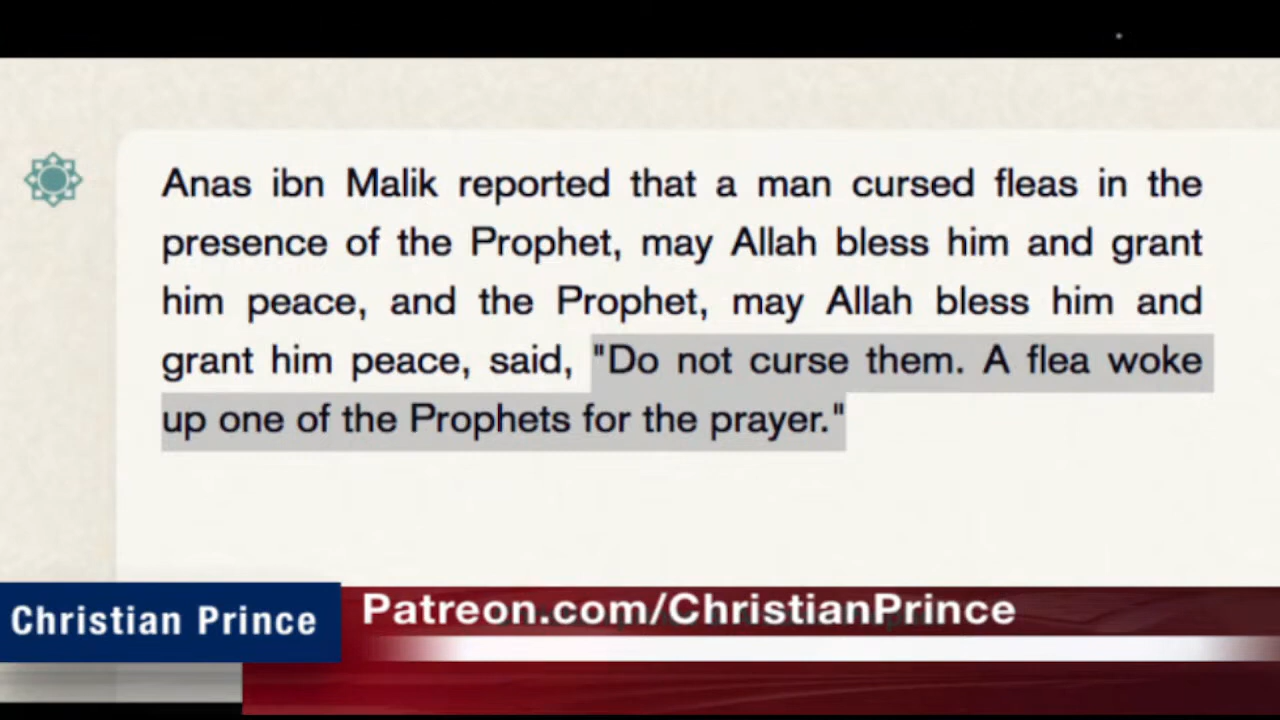 Anas ibn Malik reported that a man cursed fleas in the
presence of the Prophet, may Allah bless him and grant
him peace, and the Prophet, may Allah bless him and
grant him peace, said, "Do not curse them. A flea woke
up one of the Prophets for the prayer."
Christian Prince
Patreon.com/ChristianPrince